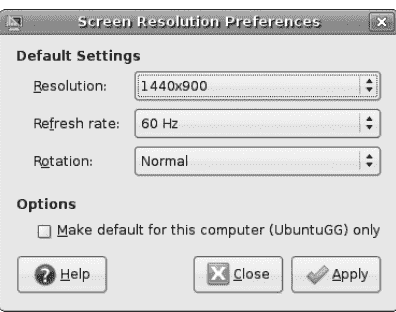 Screen Resolution Preferences
Default Settings
Resolution: 1440x900
Refresh rate: 60 Hz
Rotation: Normal
Options
Make default for this computer (UbuntuGG) only
Help Close Apply